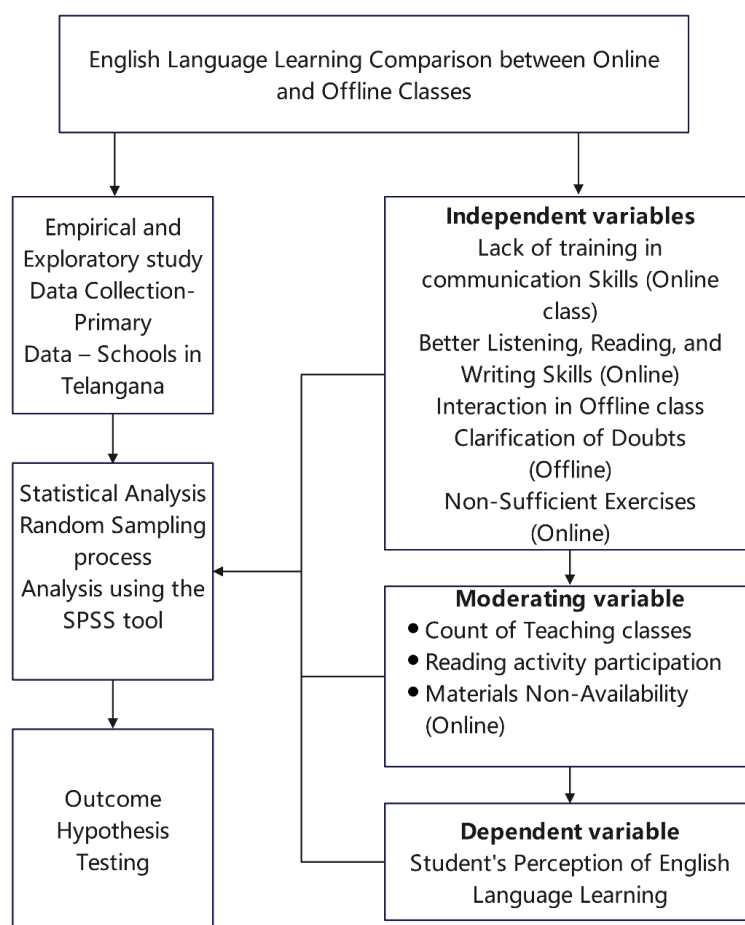 English Language Learning Comparison between Online
and Offline Classes
Empirical and
Exploratory study
Data Collection-
Primary
Data – Schools in
Telangana
Statistical Analysis
Random Sampling
process
Analysis using the
SPSS tool
Outcome
Hypothesis
Testing
Independent variables
Lack of training in
communication Skills (Online
class)
Better Listening, Reading, and
Writing Skills (Online)
Interaction in Offline class
Clarification of Doubts
(Offline)
Non-Sufficient Exercises
(Online)
Moderating variable
• Count of Teaching classes
• Reading activity participation
• Materials Non-Availability
(Online)
Dependent variable
Student's Perception of English
Language Learning